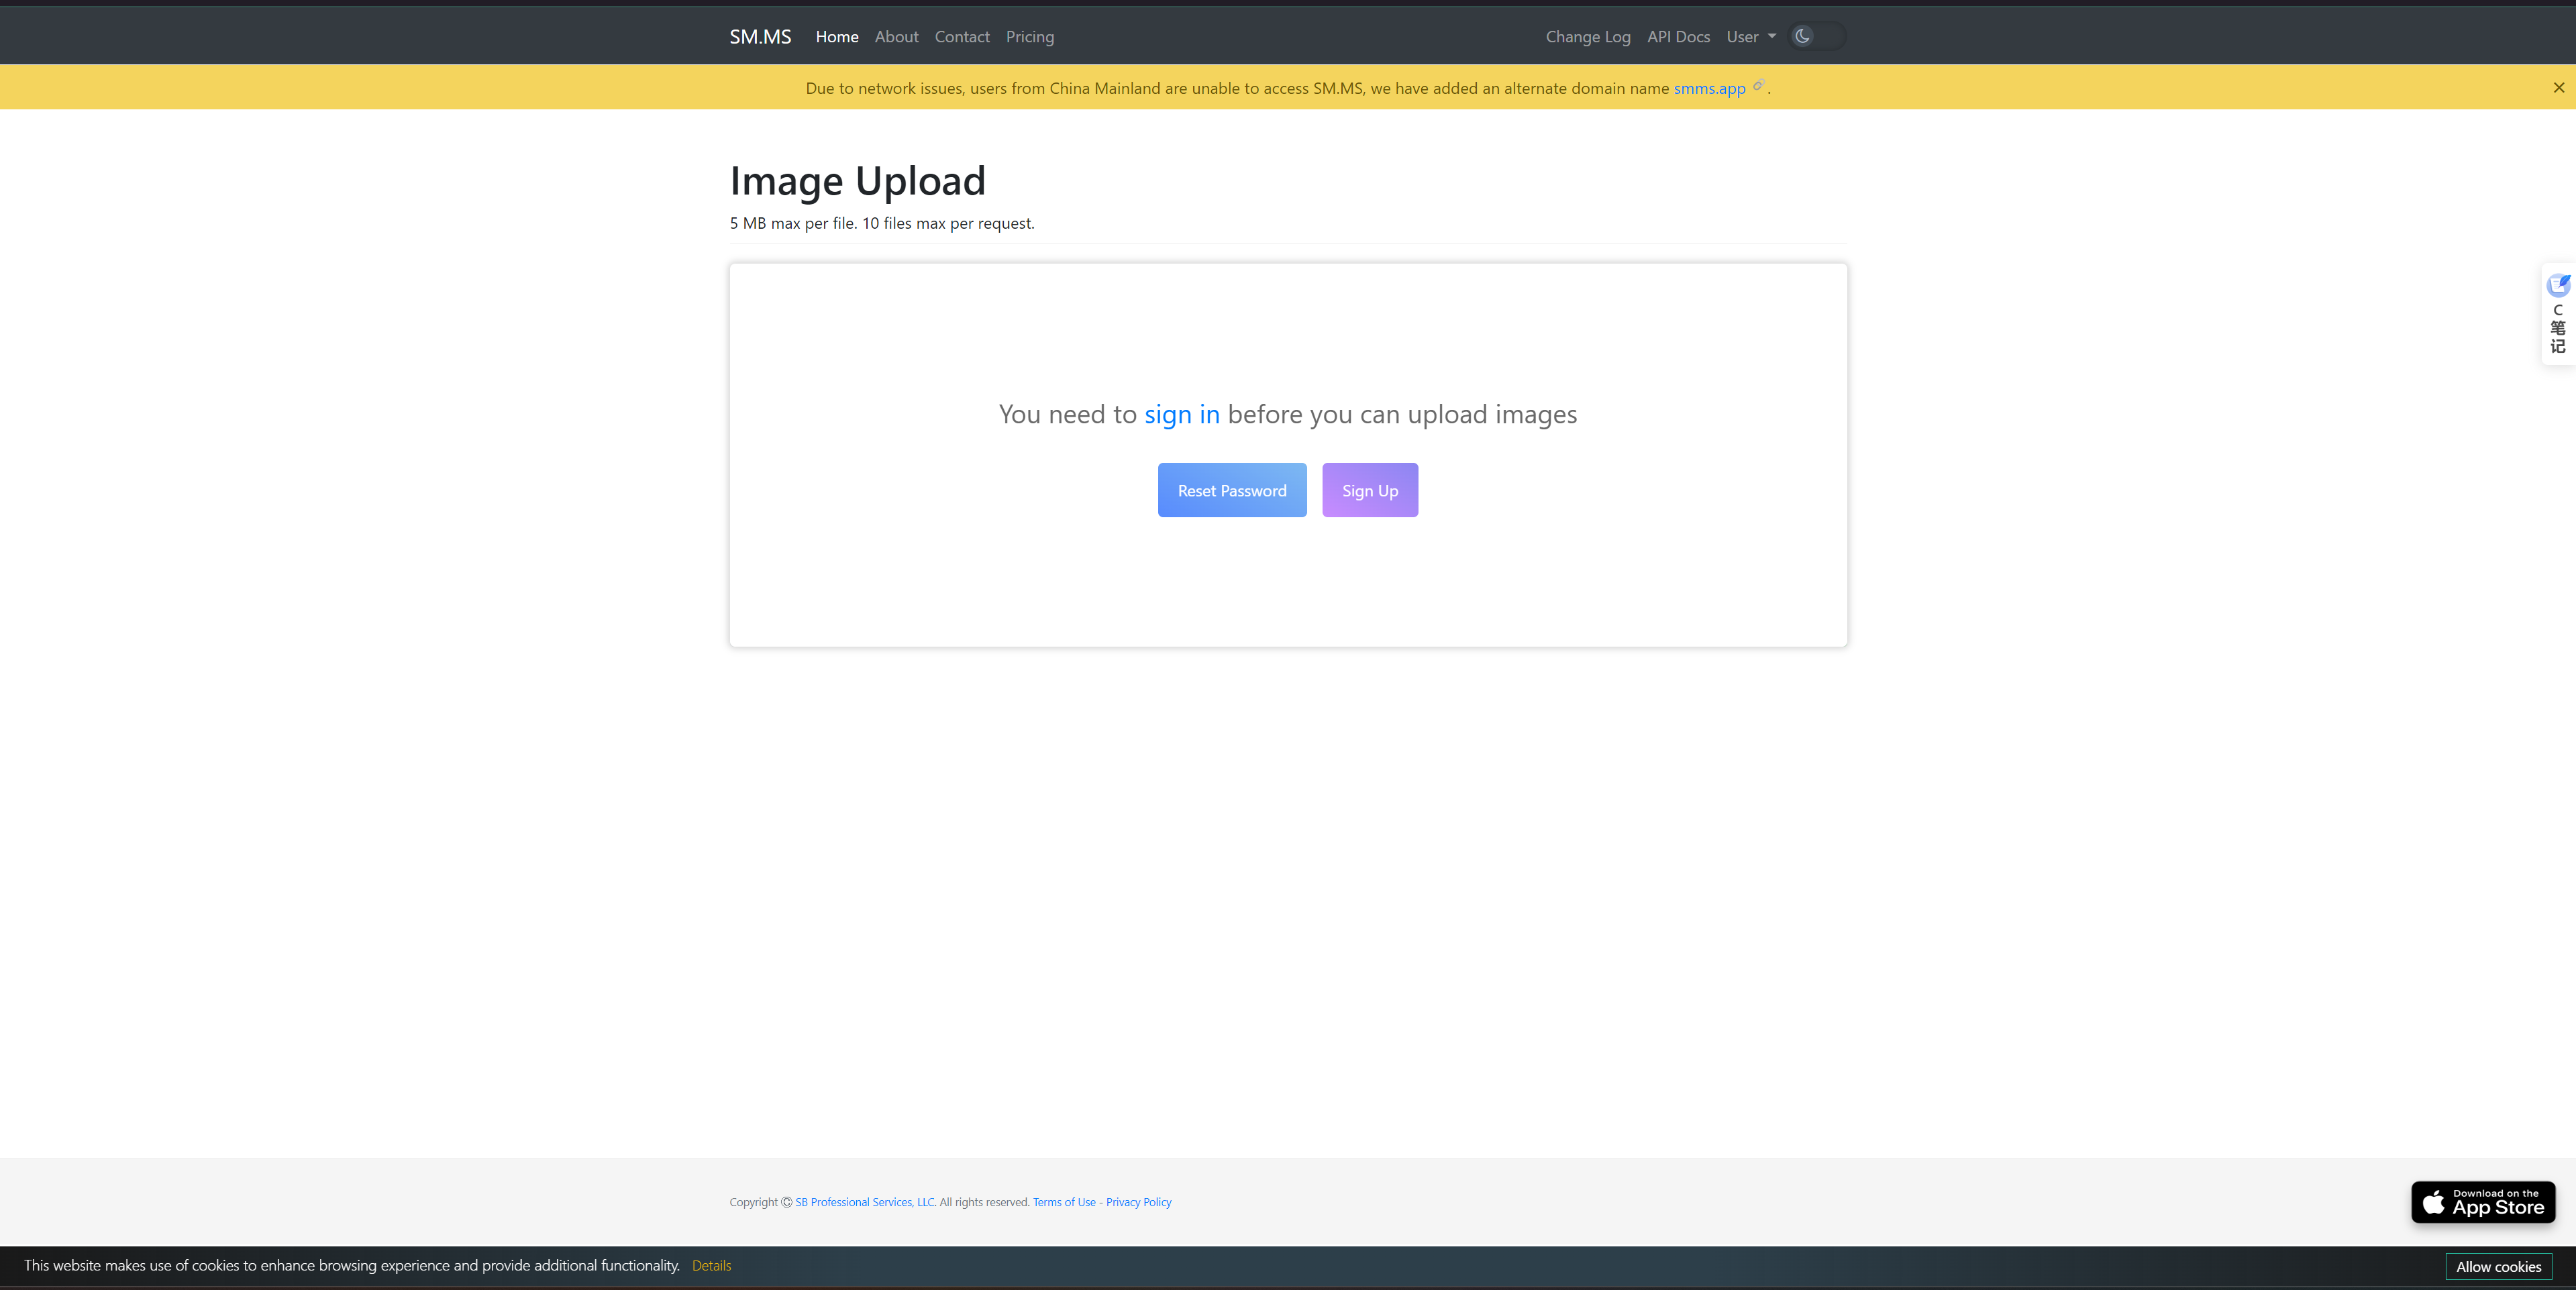 SM.MS Home About Contact Pricing Change Log API Docs User
Due to network issues, users from China Mainland are unable to access SM.MS, we have added an alternate domain name smms.app .
Image Upload
5 MB max per file. 10 files max per request.
C
笔
记
You need to sign in before you can upload images
Reset Password Sign Up
Copyright © SB Professional Services, LLC. All rights reserved. Terms of Use - Privacy Policy
Download on the
App Store
This website makes use of cookies to enhance browsing experience and provide additional functionality. Details Allow cookies